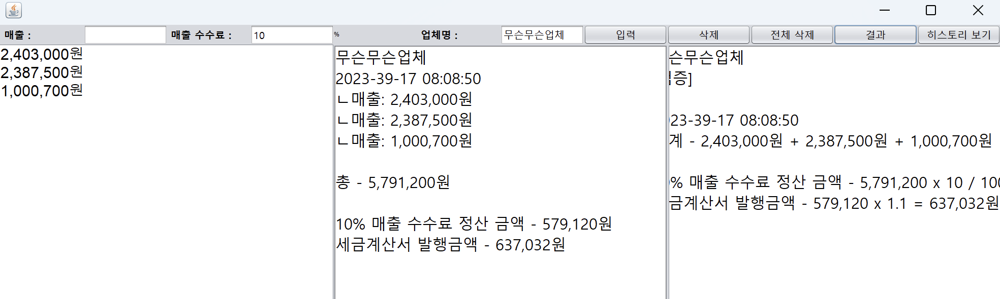 매출 : 매출 수수료 : 10 % 업체명 : 무슨무슨업체 입력 삭제 전체 삭제 결과 히스토리 보기
2,403,000원
2,387,500원
1,000,700원
무슨무슨업체
2023-39-17 08:08:50
ㄴ매출: 2,403,000원
ㄴ매출: 2,387,500원
ㄴ매출: 1,000,700원
총 - 5,791,200원
10% 매출 수수료 정산 금액 - 579,120원
세금계산서 발행금액 - 637,032원
슨무슨업체
증]
23-39-17 08:08:50
계 - 2,403,000원 + 2,387,500원 + 1,000,700원
% 매출 수수료 정산 금액 - 5,791,200 x 10 / 100
금계산서 발행금액 - 579,120 x 1.1 = 637,032원